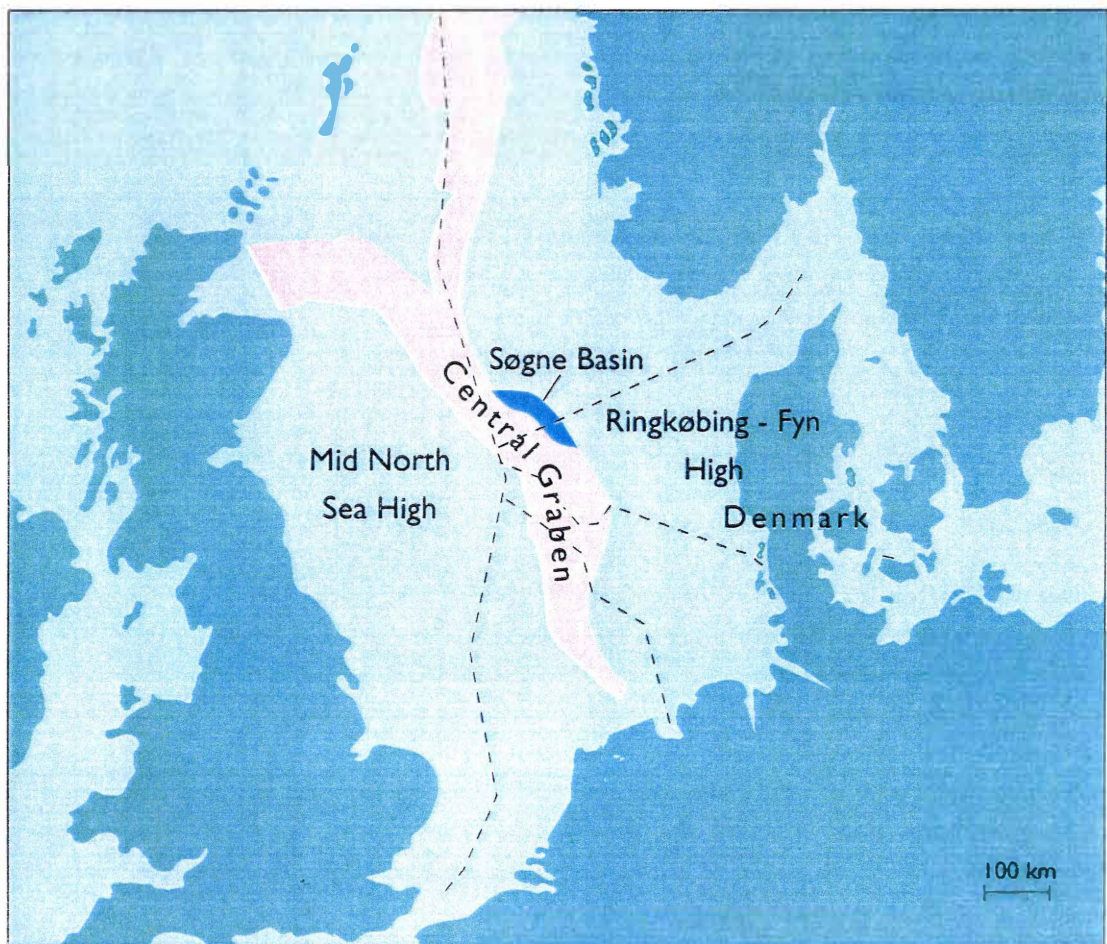 Søgne Basin
Central Graben
Ringkøbing - Fyn
High
Mid North
Sea High
Denmark
100 km